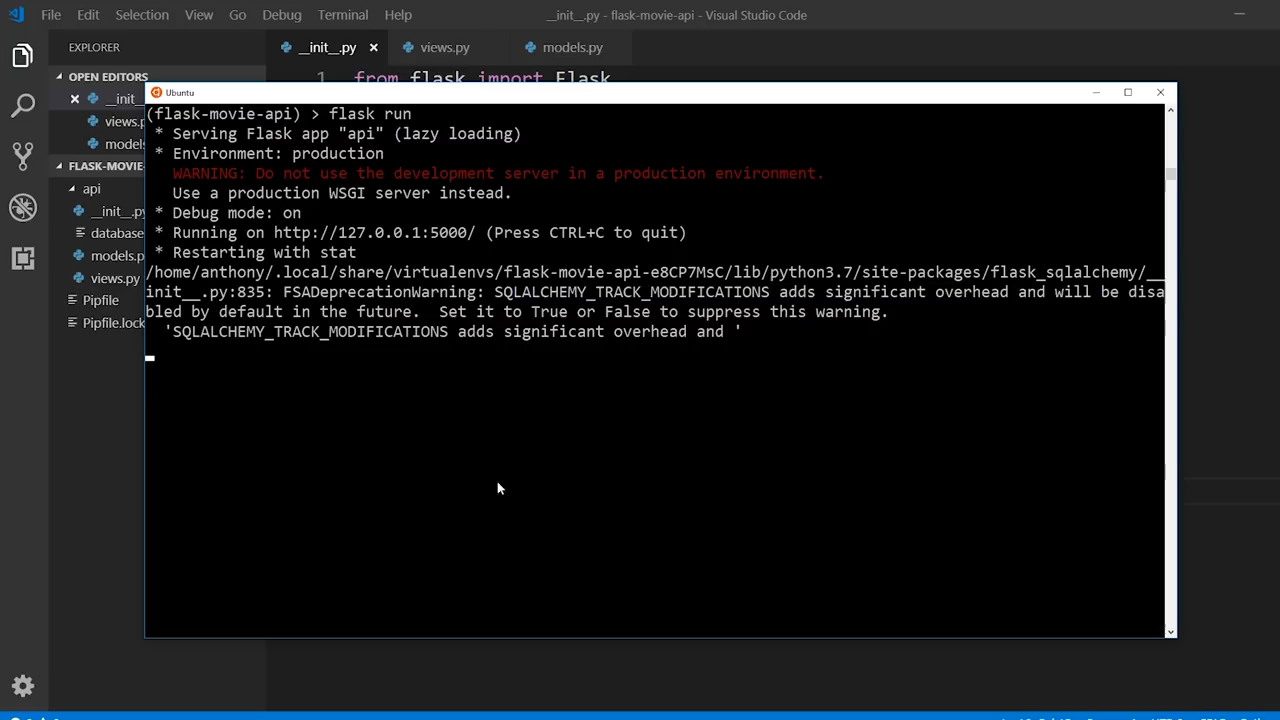 File Edit Selection View Go Debug Terminal Help __init__.py - flask-movie-api - Visual Studio Code
EXPLORER
__init__.py
views.py
models.py
OPEN EDITORS
1 from flask import Flask
__init_
views.p
models
FLASK-MOVIE-
api
__init__.py
database
models.p
views.py
Pipfile
Pipfile.lock
Ubuntu
(flask-movie-api) > flask run
* Serving Flask app "api" (lazy loading)
* Environment: production
WARNING: Do not use the development server in a production environment.
Use a production WSGI server instead.
* Debug mode: on
* Running on http://127.0.0.1:5000/ (Press CTRL+C to quit)
* Restarting with stat
/home/anthony/.local/share/virtualenvs/flask-movie-api-e8CP7MsC/lib/python3.7/site-packages/flask_sqlalchemy/__
init__.py:835: FSADeprecationWarning: SQLALCHEMY_TRACK_MODIFICATIONS adds significant overhead and will be disa
bled by default in the future.  Set it to True or False to suppress this warning.
'SQLALCHEMY_TRACK_MODIFICATIONS adds significant overhead and '